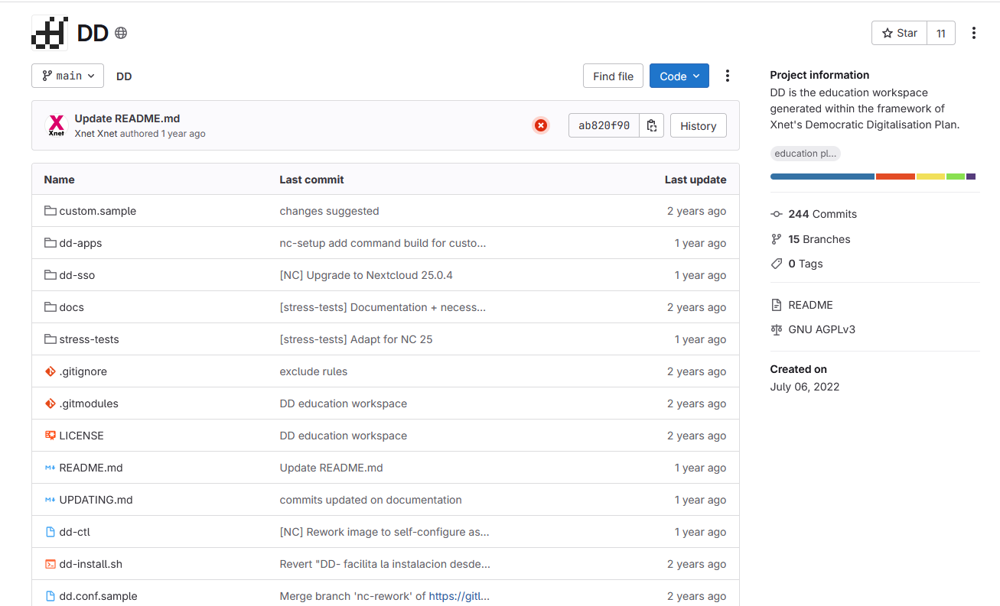 DD
Star 11
main DD Find file Code
Project information
DD is the education workspace
generated within the framework of
Xnet's Democratic Digitalisation Plan.
education pl...
X
Xnet
Update README.md
Xnet Xnet authored 1 year ago
ab820f90 History
Name Last commit Last update
custom.sample changes suggested 2 years ago
dd-apps nc-setup add command build for custo... 1 year ago
dd-sso [NC] Upgrade to Nextcloud 25.0.4 1 year ago
docs [stress-tests] Documentation + necess... 2 years ago
stress-tests [stress-tests] Adapt for NC 25 1 year ago
.gitignore exclude rules 2 years ago
.gitmodules DD education workspace 2 years ago
LICENSE DD education workspace 2 years ago
README.md Update README.md 1 year ago
UPDATING.md commits updated on documentation 1 year ago
dd-ctl [NC] Rework image to self-configure as... 1 year ago
dd-install.sh Revert "DD- facilita la instalacion desde... 2 years ago
dd.conf.sample Merge branch 'nc-rework' of https://gitl... 2 years ago
244 Commits
15 Branches
0 Tags
README
GNU AGPLv3
Created on
July 06, 2022